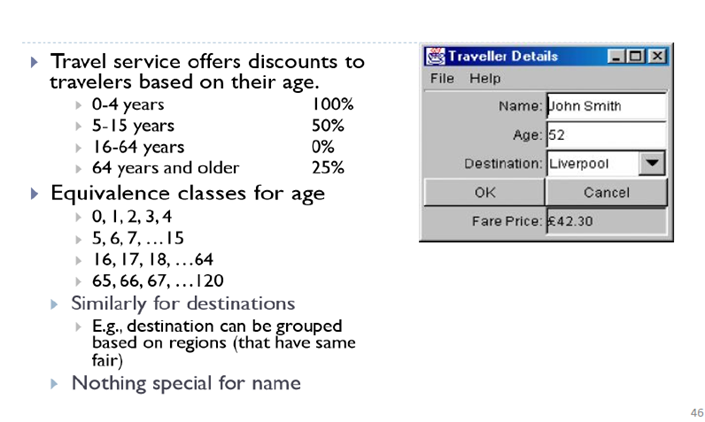 Travel service offers discounts to
travelers based on their age.
0-4 years 100%
5-15 years 50%
16-64 years 0%
64 years and older 25%
Equivalence classes for age
0, 1, 2, 3, 4
5, 6, 7, …15
16, 17, 18, …64
65, 66, 67, …120
Similarly for destinations
E.g., destination can be grouped
based on regions (that have same
fair)
Nothing special for name
Traveller Details
File Help
Name: John Smith
Age: 52
Destination: Liverpool
OK Cancel
Fare Price: £42.30
46